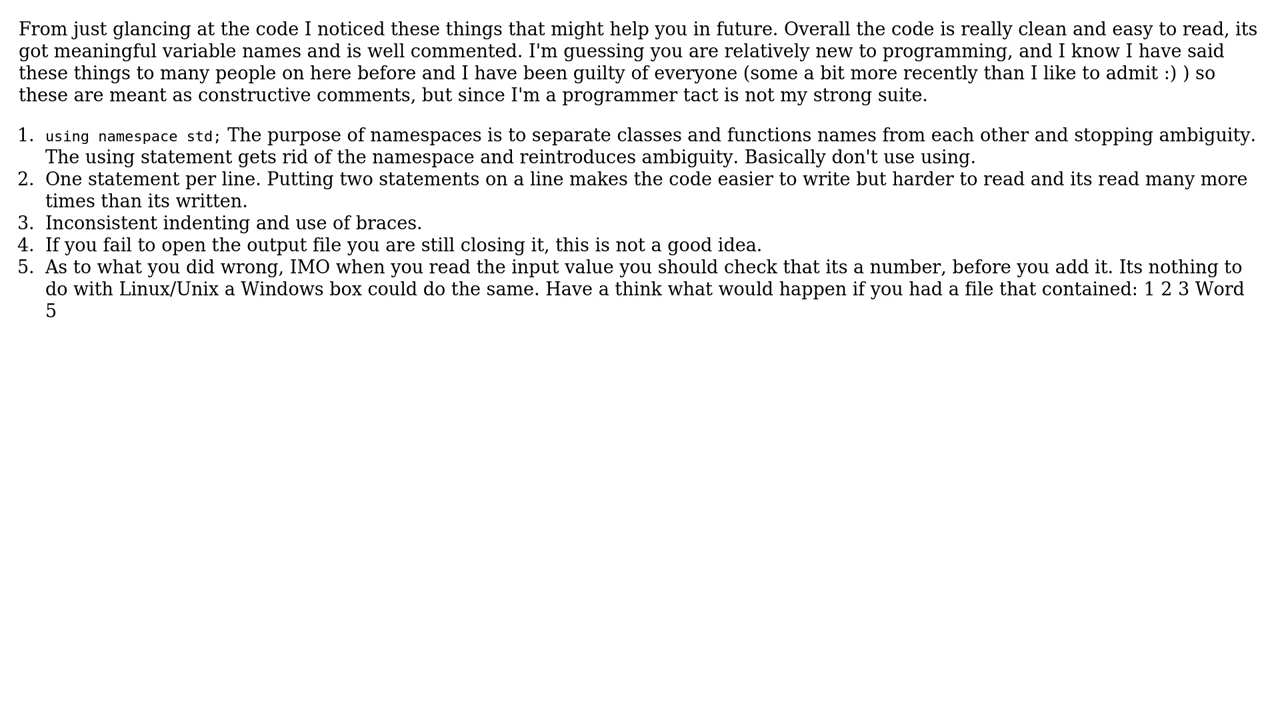 From just glancing at the code I noticed these things that might help you in future. Overall the code is really clean and easy to read, its
got meaningful variable names and is well commented. I'm guessing you are relatively new to programming, and I know I have said
these things to many people on here before and I have been guilty of everyone (some a bit more recently than I like to admit :) ) so
these are meant as constructive comments, but since I'm a programmer tact is not my strong suite.
1. using namespace std; The purpose of namespaces is to separate classes and functions names from each other and stopping ambiguity.
The using statement gets rid of the namespace and reintroduces ambiguity. Basically don't use using.
2. One statement per line. Putting two statements on a line makes the code easier to write but harder to read and its read many more
times than its written.
3. Inconsistent indenting and use of braces.
4. If you fail to open the output file you are still closing it, this is not a good idea.
5. As to what you did wrong, IMO when you read the input value you should check that its a number, before you add it. Its nothing to
do with Linux/Unix a Windows box could do the same. Have a think what would happen if you had a file that contained: 1 2 3 Word
5